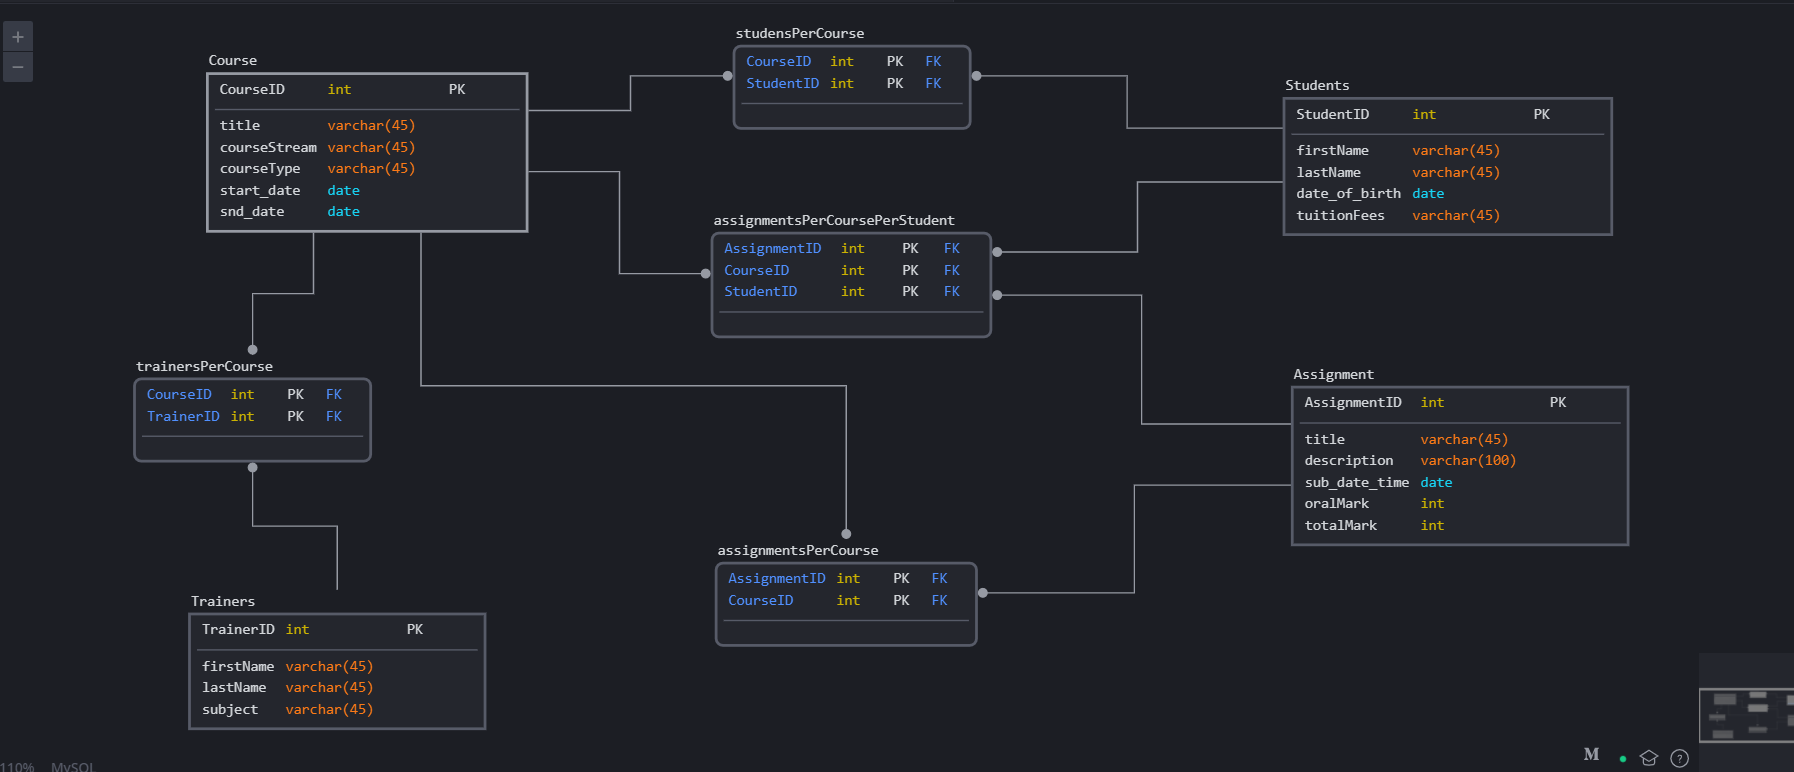 +
−
studensPerCourse
CourseID int PK FK
StudentID int PK FK
Course
CourseID int PK
title varchar(45)
courseStream varchar(45)
courseType varchar(45)
start_date date
snd_date date
Students
StudentID int PK
firstName varchar(45)
lastName varchar(45)
date_of_birth date
tuitionFees varchar(45)
assignmentsPerCoursePerStudent
AssignmentID int PK FK
CourseID int PK FK
StudentID int PK FK
trainersPerCourse
CourseID int PK FK
TrainerID int PK FK
Assignment
AssignmentID int PK
title varchar(45)
description varchar(100)
sub_date_time date
oralMark int
totalMark int
assignmentsPerCourse
AssignmentID int PK FK
CourseID int PK FK
Trainers
TrainerID int PK
firstName varchar(45)
lastName varchar(45)
subject varchar(45)
M ?
110% MySQL